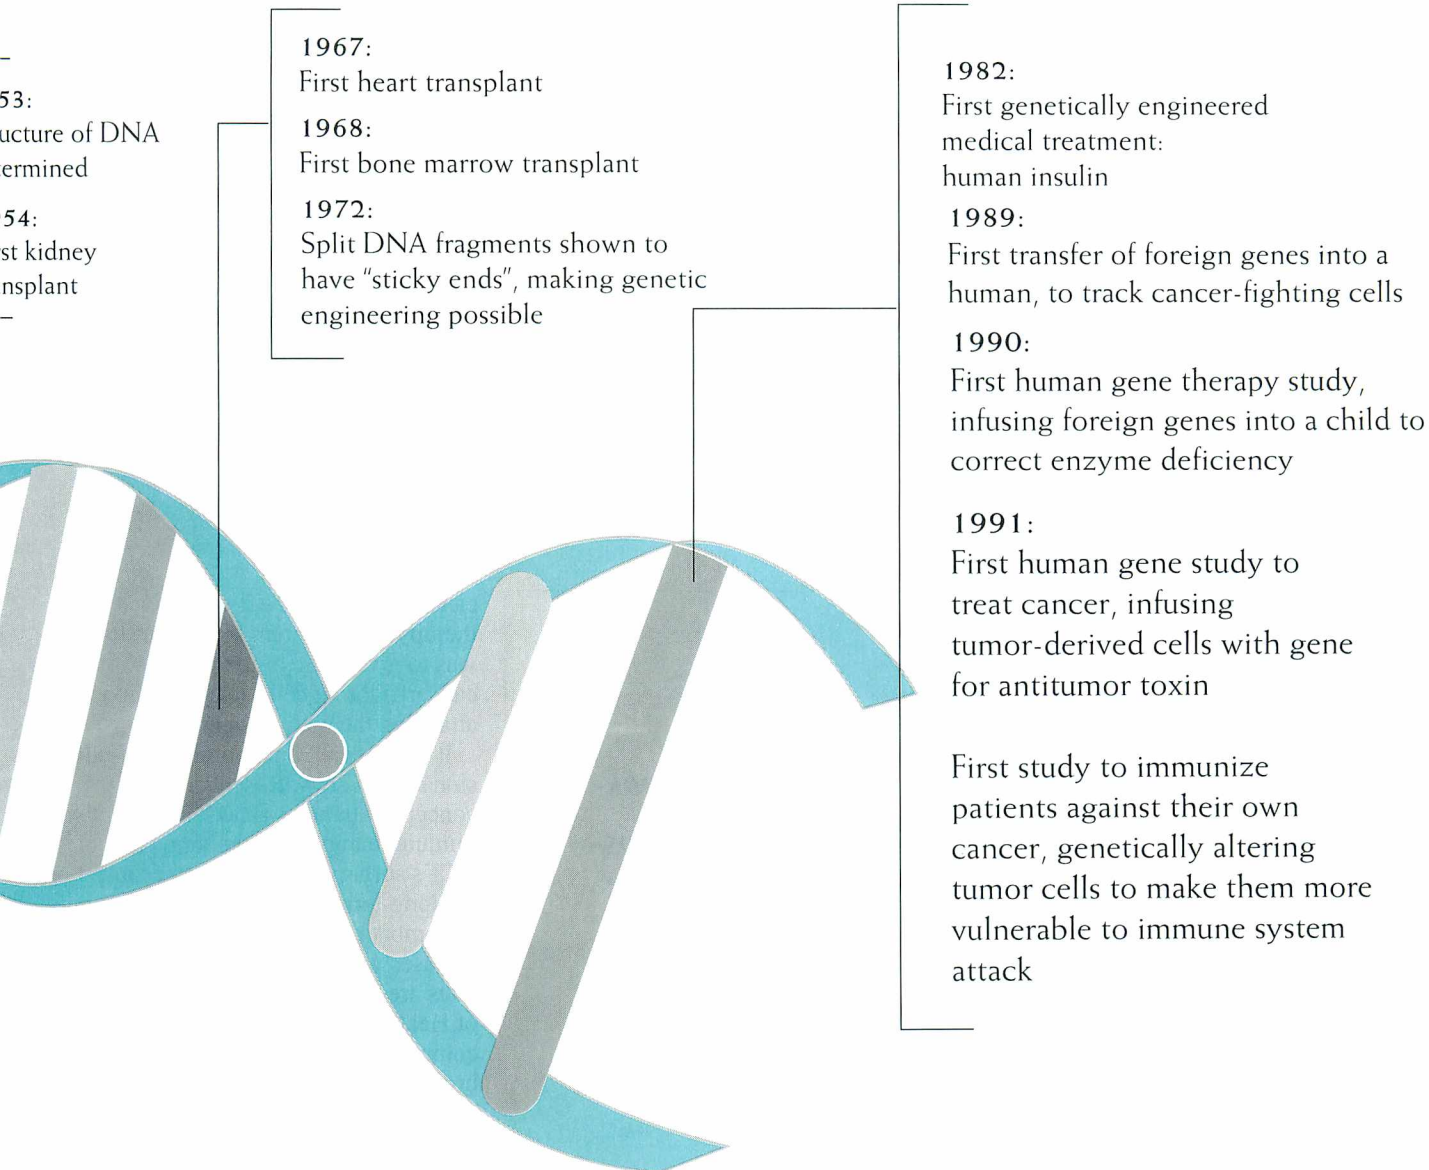 53:
ucture of DNA
termined
54:
st kidney
nsplant
1967:
First heart transplant
1968:
First bone marrow transplant
1972:
Split DNA fragments shown to
have “sticky ends”, making genetic
engineering possible
1982:
First genetically engineered
medical treatment:
human insulin
1989:
First transfer of foreign genes into a
human, to track cancer-fighting cells
1990:
First human gene therapy study,
infusing foreign genes into a child to
correct enzyme deficiency
1991:
First human gene study to
treat cancer, infusing
tumor-derived cells with gene
for antitumor toxin
First study to immunize
patients against their own
cancer, genetically altering
tumor cells to make them more
vulnerable to immune system
attack